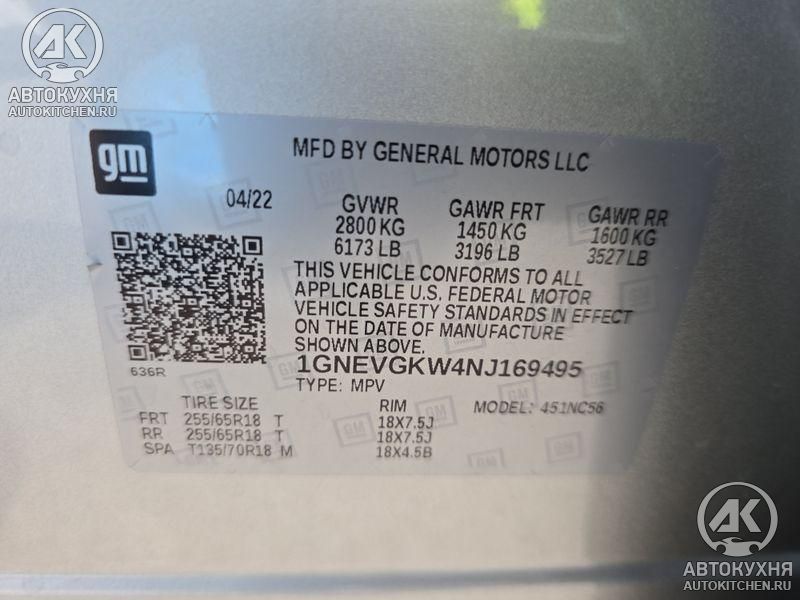 АК
АВТОКУХНЯ
AUTOKITCHEN.RU
gm
MFD BY GENERAL MOTORS LLC
04/22
GVWR GAWR FRT GAWR RR
2800 KG 1450 KG 1600 KG
6173 LB 3196 LB 3527 LB
THIS VEHICLE CONFORMS TO ALL
APPLICABLE U.S. FEDERAL MOTOR
VEHICLE SAFETY STANDARDS IN EFFECT
ON THE DATE OF MANUFACTURE
SHOWN ABOVE.
636R
1GNEVGKW4NJ169495
TYPE: MPV
TIRE SIZE RIM MODEL: 451NC56
FRT 255/65R18 T 18X7.5J
RR 255/65R18 T 18X7.5J
SPA T135/70R18 M 18X4.5B
АК
АВТОКУХНЯ
AUTOKITCHEN.RU